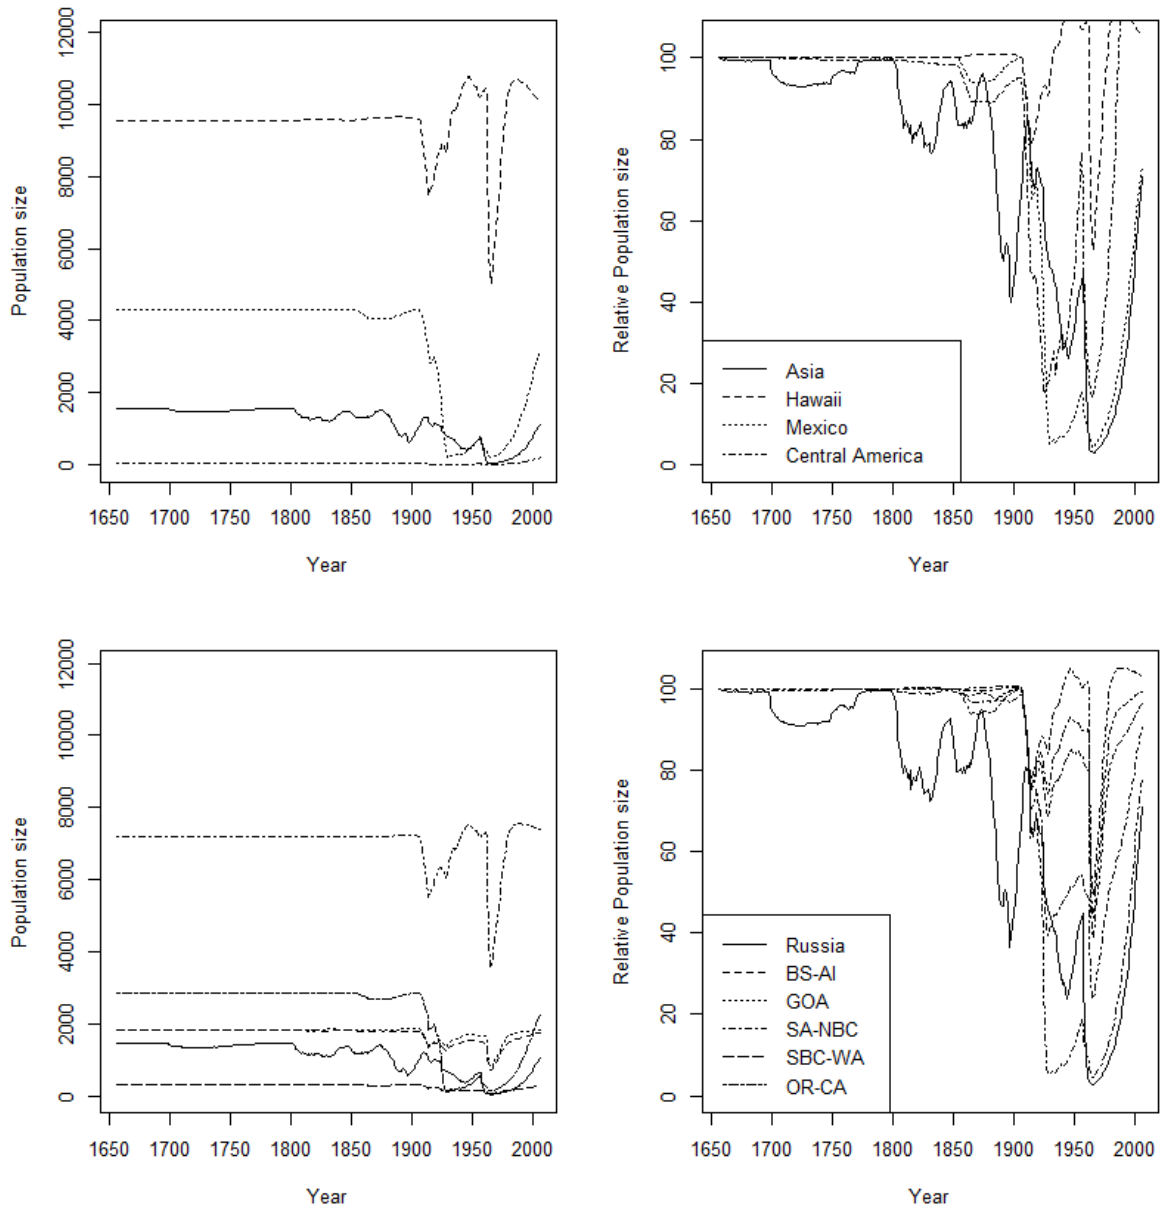 Population size
0 2000 4000 6000 8000 10000 12000
1650 1700 1750 1800 1850 1900 1950 2000
Year
Relative Population size
0 20 40 60 80 100
Asia
Hawaii
Mexico
Central America
1650 1700 1750 1800 1850 1900 1950 2000
Year
Population size
0 2000 4000 6000 8000 10000 12000
1650 1700 1750 1800 1850 1900 1950 2000
Year
Relative Population size
0 20 40 60 80 100
Russia
BS-AI
GOA
SA-NBC
SBC-WA
OR-CA
1650 1700 1750 1800 1850 1900 1950 2000
Year